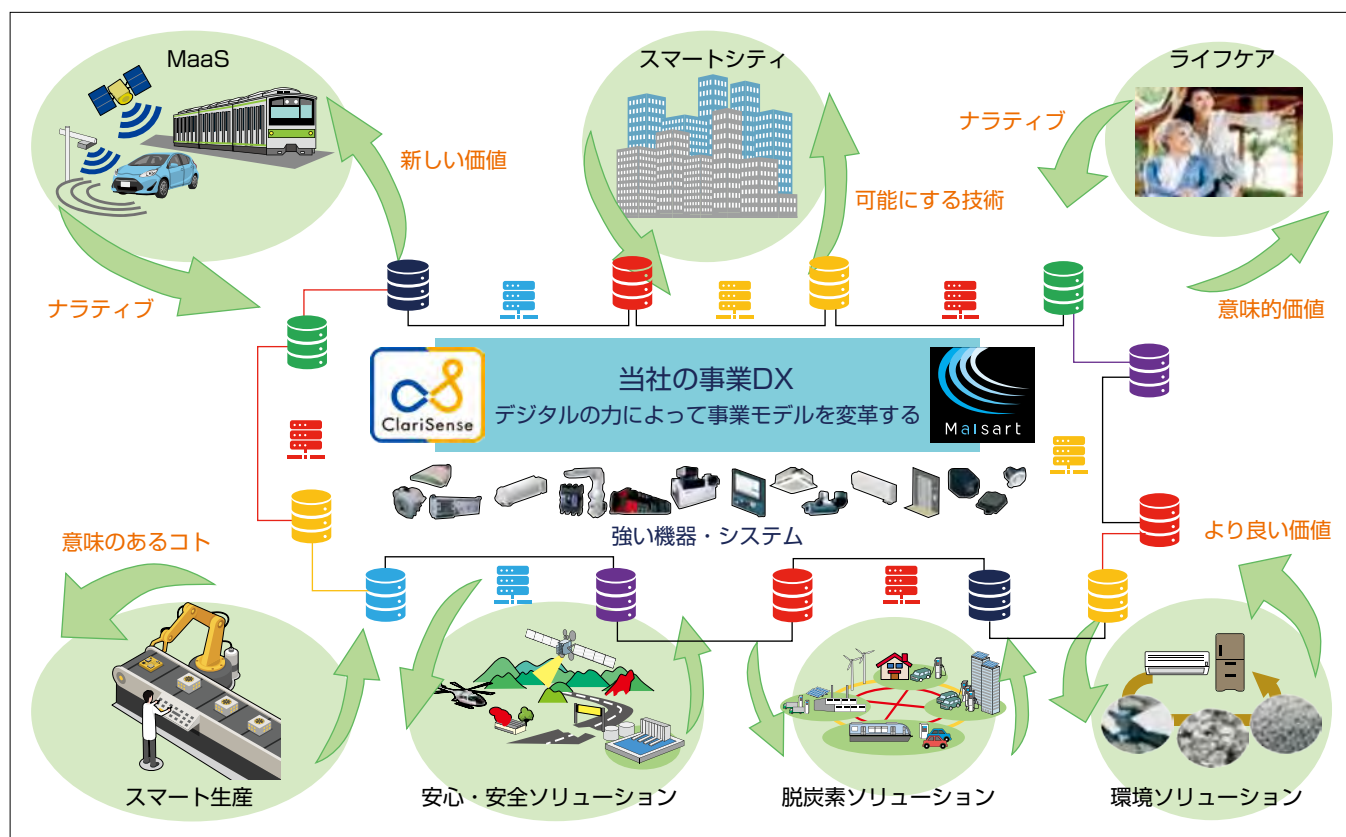 MaaS
スマートシティ
ライフケア
ナラティブ
新しい価値
可能にする技術
ナラティブ
意味的価値
ClariSense
当社の事業DX
デジタルの力によって事業モデルを変革する
Maisart
強い機器・システム
意味のあるコト
より良い価値
スマート生産
安心・安全ソリューション
脱炭素ソリューション
環境ソリューション